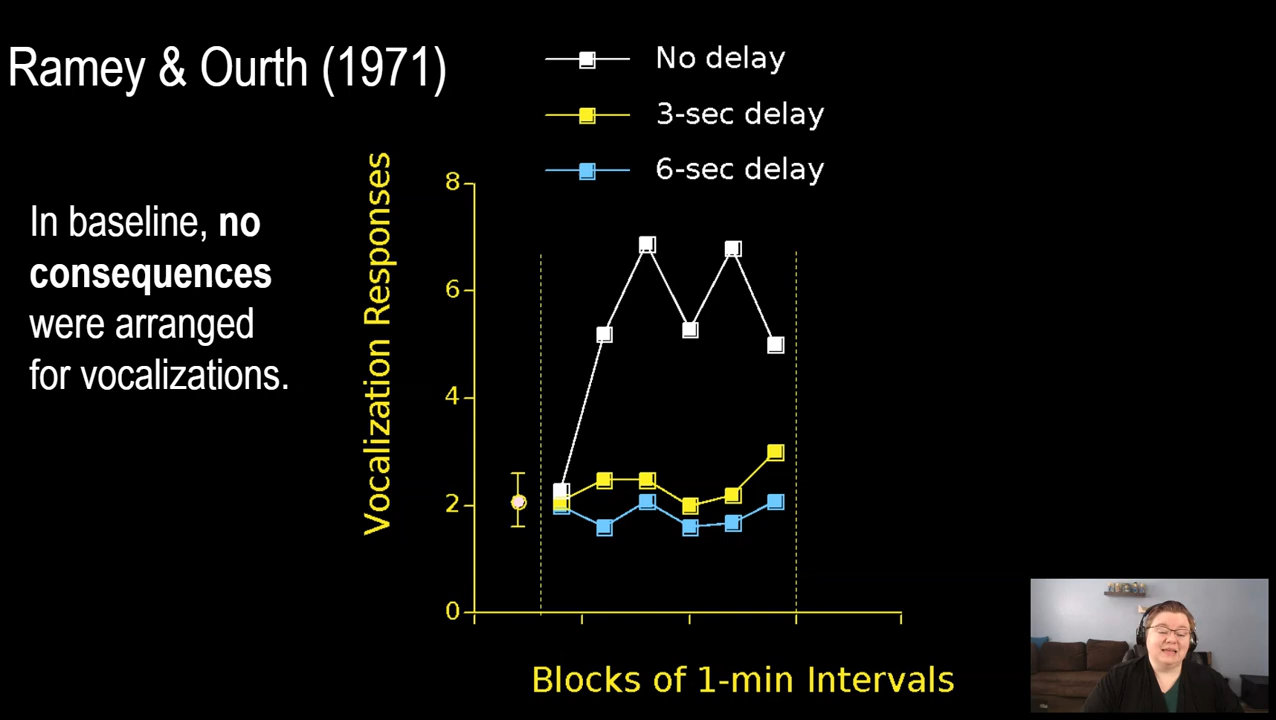 Ramey & Ourth (1971)
In baseline, no
consequences
were arranged
for vocalizations.
No delay
3-sec delay
6-sec delay
Vocalization Responses
8
6
4
2
0
Blocks of 1-min Intervals